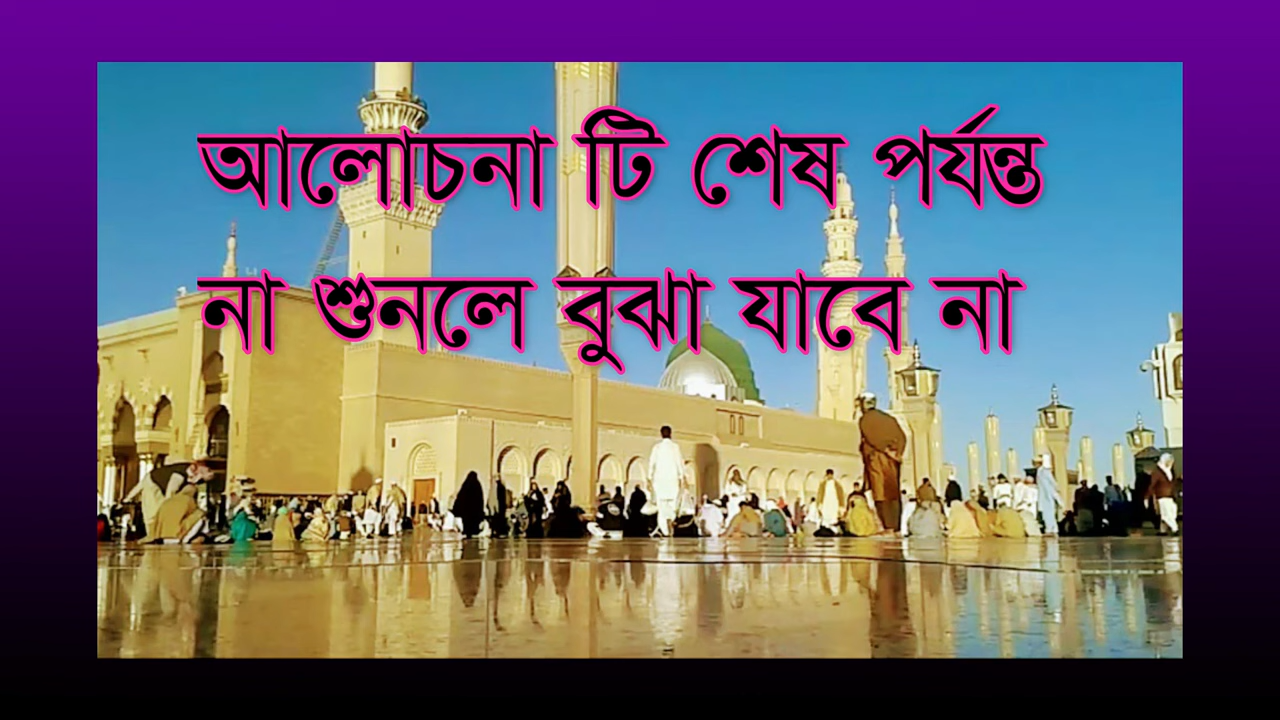 আলোচনা টি শেষ পর্যন্ত
না শুনলে বুঝা যাবে না